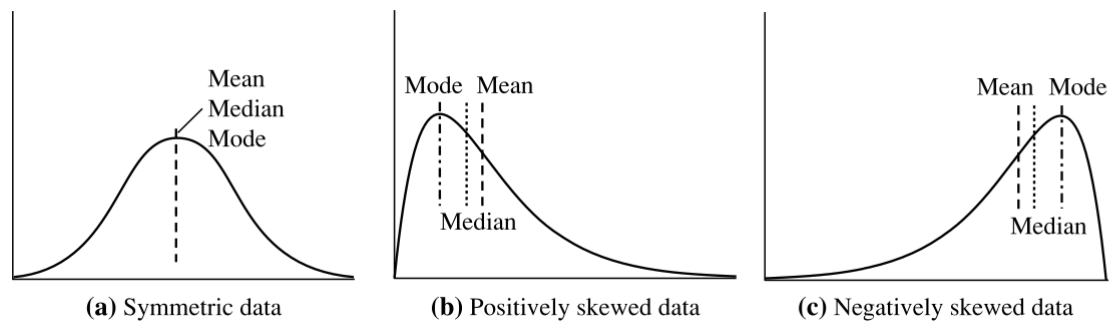 Mean
Median
Mode
Mode Mean
Median
Mean Mode
Median
(a) Symmetric data
(b) Positively skewed data
(c) Negatively skewed data